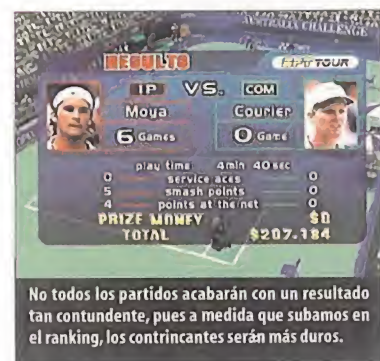 AUSTRALIA CHALLENGE
RESULTS
ATP TOUR
1P VS. COM
Moya Courier
6 Games 0 Game
play time 4min 40sec
0 service aces 0
5 smash points 0
4 points at the net 0
PRIZE MONEY $0
TOTAL $207.184
No todos los partidos acabarán con un resultado
tan contundente, pues a medida que subamos en
el ranking, los contrincantes serán más duros.